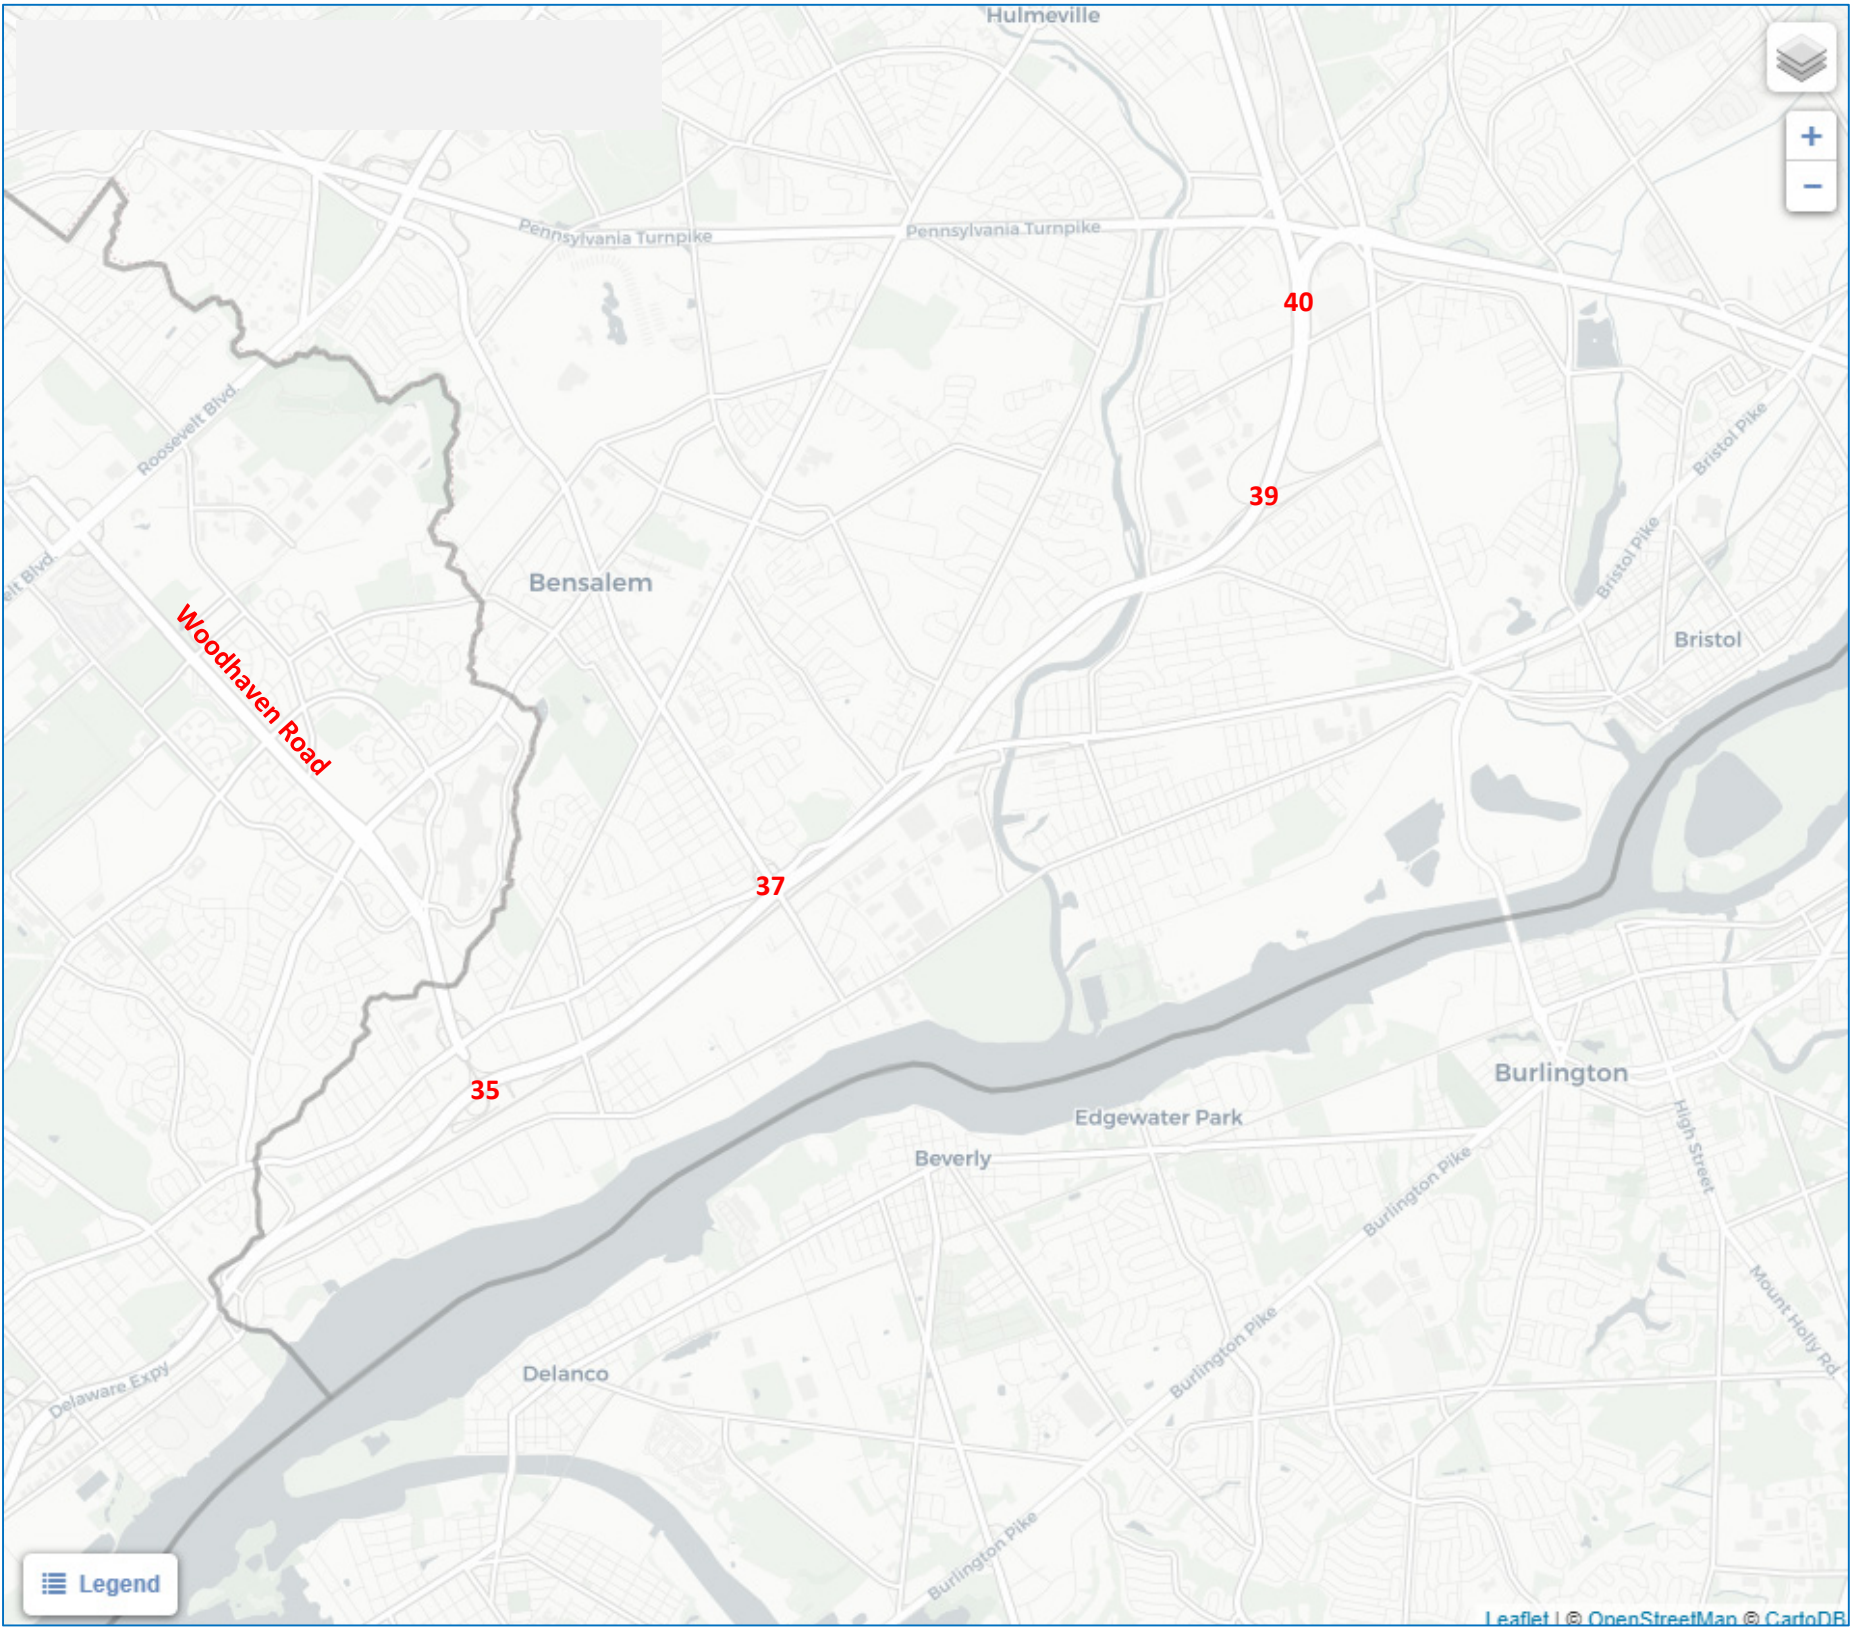 Hulmeville
+
−
Pennsylvania Turnpike
Pennsylvania Turnpike
40
Roosevelt Blvd.
Bristol Pike
39
elt Blvd.
Bristol Pike
Bensalem
Woodhaven Road
Bristol
37
35
Burlington
Edgewater Park
Beverly
High Street
Burlington Pike
Mount Holly Rd
Burlington Pike
Delanco
Delaware Expy
Burlington Pike
Legend
Leaflet | © OpenStreetMap © CartoDB